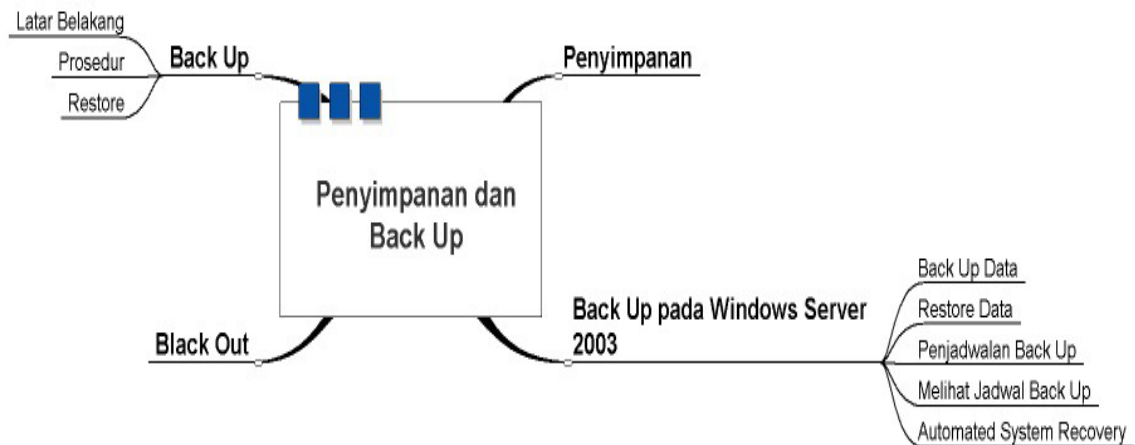 Latar Belakang
Prosedur
Restore
Back Up
Penyimpanan
Penyimpanan dan
Back Up
Black Out
Back Up pada Windows Server
2003
Back Up Data
Restore Data
Penjadwalan Back Up
Melihat Jadwal Back Up
Automated System Recovery